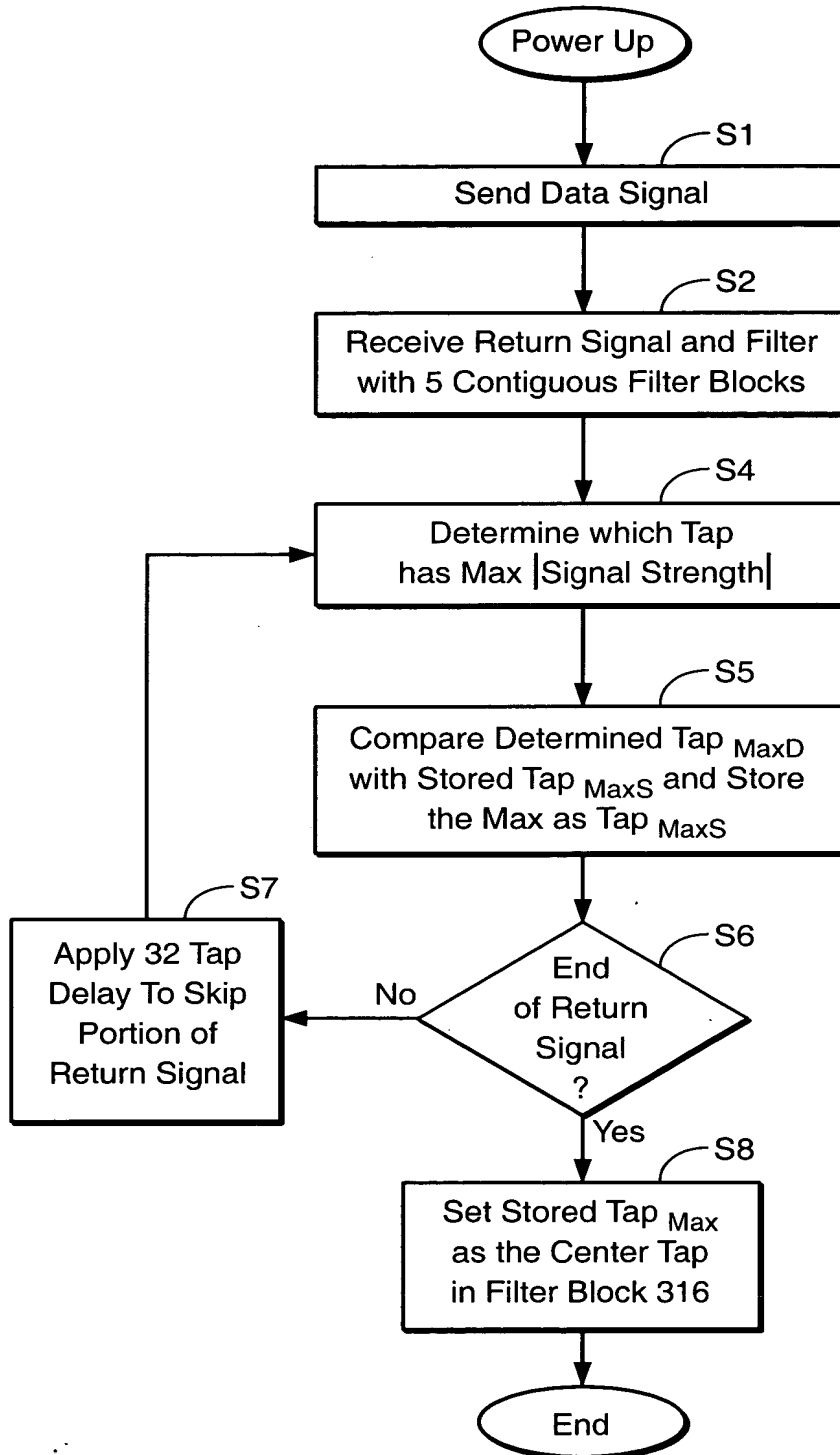 Power Up
S1
Send Data Signal
S2
Receive Return Signal and Filter
with 5 Contiguous Filter Blocks
S4
Determine which Tap
has Max |Signal Strength|
S5
Compare Determined Tap MaxD
with Stored Tap MaxS and Store
the Max as Tap MaxS
S7
Apply 32 Tap
Delay To Skip
Portion of
Return Signal
No
S6
End
of Return
Signal
?
Yes
S8
Set Stored Tap Max
as the Center Tap
in Filter Block 316
End